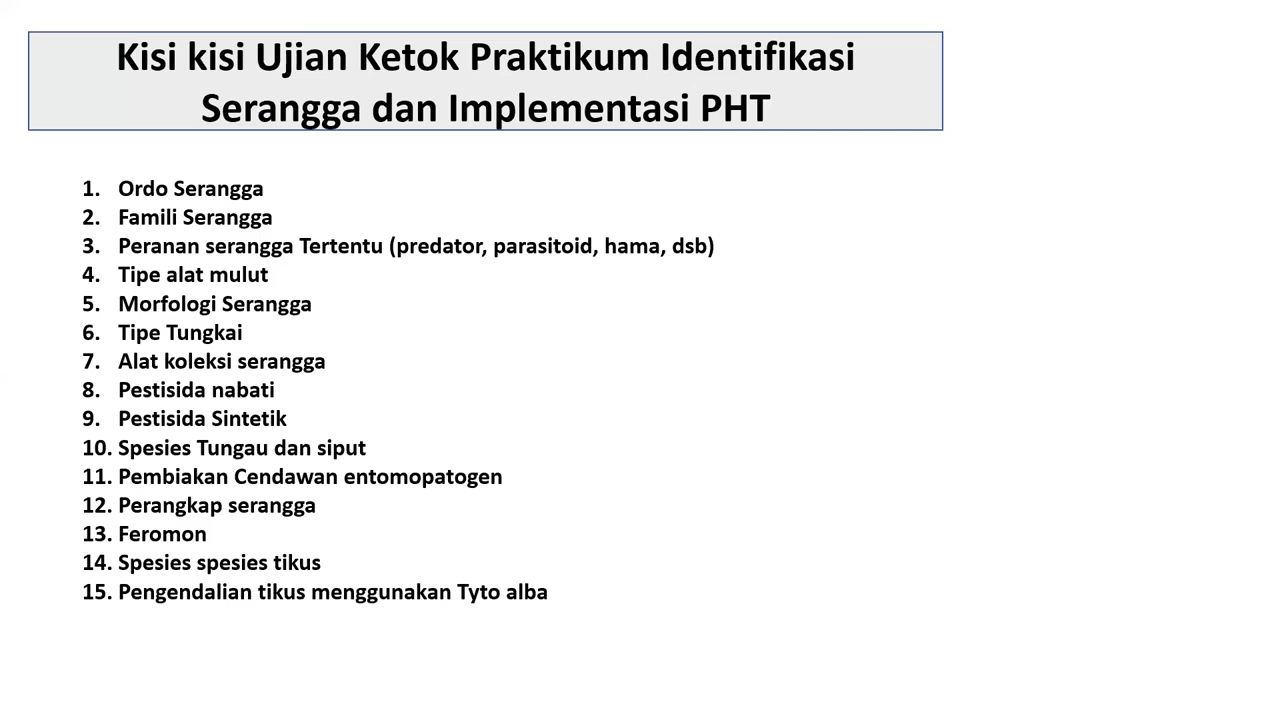 Kisi kisi Ujian Ketok Praktikum Identifikasi
Serangga dan Implementasi PHT
1. Ordo Serangga
2. Famili Serangga
3. Peranan serangga Tertentu (predator, parasitoid, hama, dsb)
4. Tipe alat mulut
5. Morfologi Serangga
6. Tipe Tungkai
7. Alat koleksi serangga
8. Pestisida nabati
9. Pestisida Sintetik
10. Spesies Tungau dan siput
11. Pembiakan Cendawan entomopatogen
12. Perangkap serangga
13. Feromon
14. Spesies spesies tikus
15. Pengendalian tikus menggunakan Tyto alba